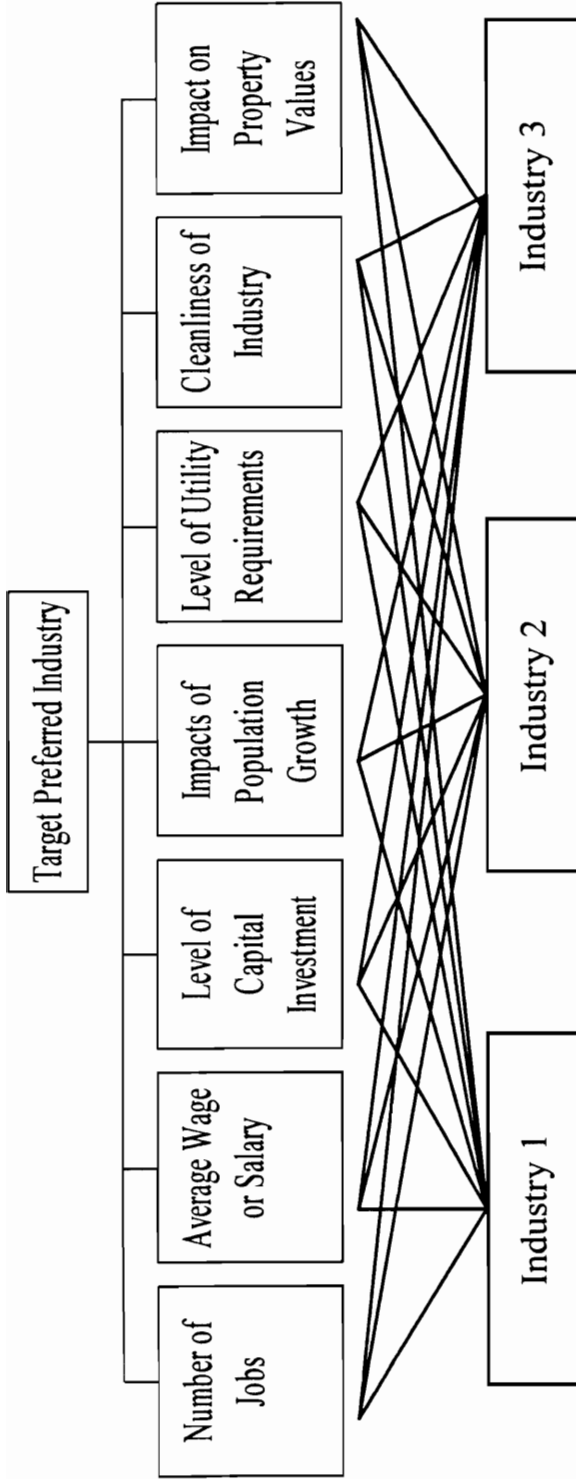 Target Preferred Industry
Number of
Jobs
Average Wage
or Salary
Level of
Capital
Investment
Impacts of
Population
Growth
Level of Utility
Requirements
Cleanliness of
Industry
Impact on
Property
Values
Industry 1
Industry 2
Industry 3